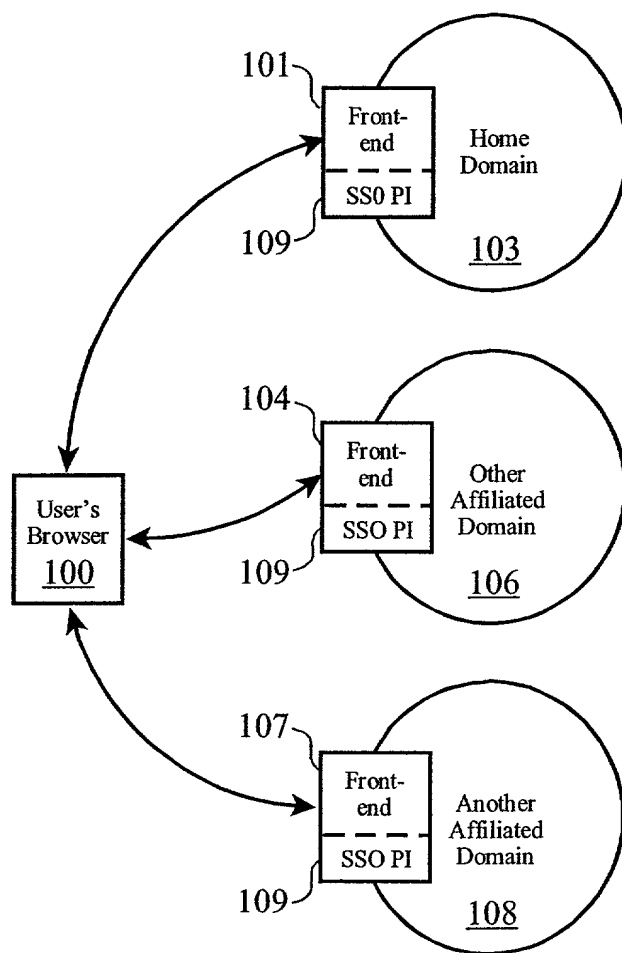 101
Front-
end
SS0 PI
109
Home
Domain
103
104
Front-
end
SSO PI
109
Other
Affiliated
Domain
106
User's
Browser
100
107
Front-
end
SSO PI
109
Another
Affiliated
Domain
108